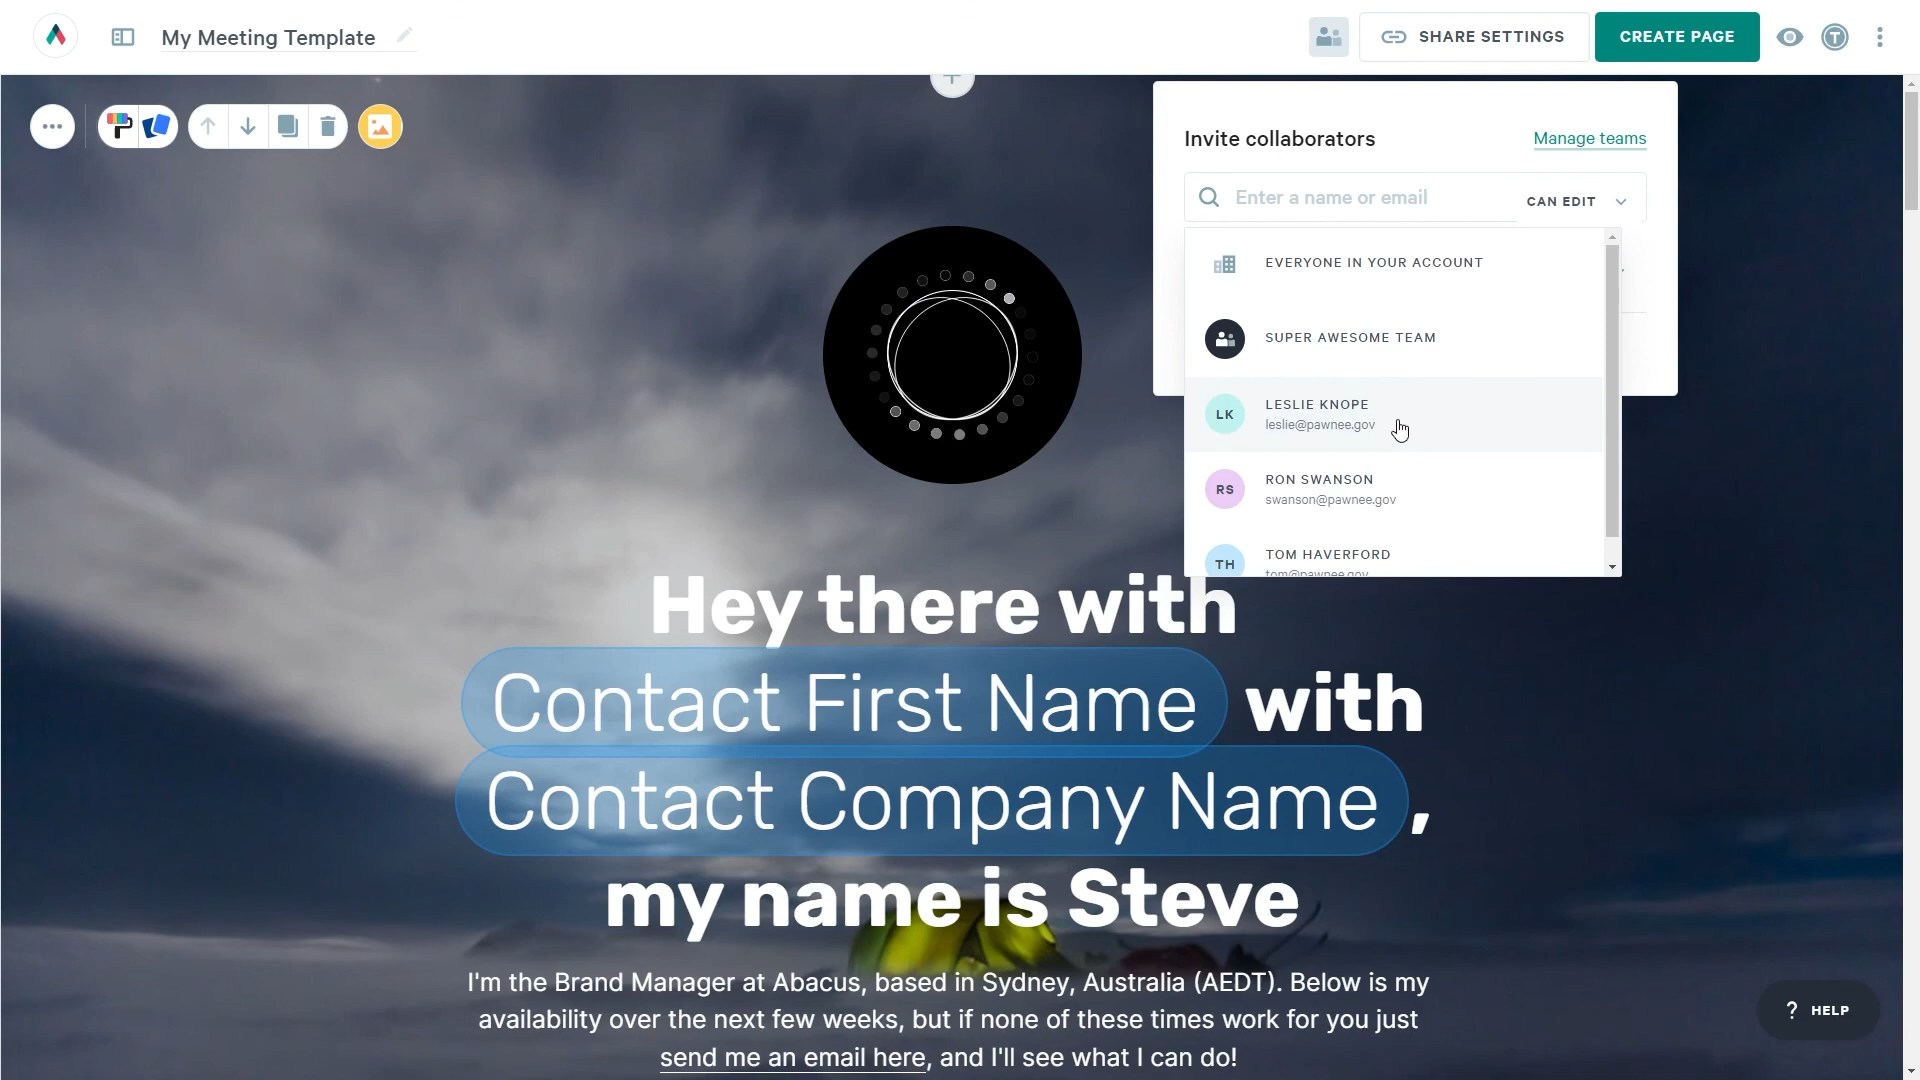 My Meeting Template
SHARE SETTINGS
CREATE PAGE
T
Invite collaborators
Manage teams
Enter a name or email
CAN EDIT
EVERYONE IN YOUR ACCOUNT
SUPER AWESOME TEAM
LK
LESLIE KNOPE
leslie@pawnee.gov
RS
RON SWANSON
swanson@pawnee.gov
TH
TOM HAVERFORD
tom@pawnee.gov
Hey there with
Contact First Name with
Contact Company Name ,
my name is Steve
I'm the Brand Manager at Abacus, based in Sydney, Australia (AEDT). Below is my
availability over the next few weeks, but if none of these times work for you just
send me an email here, and I'll see what I can do!
? HELP